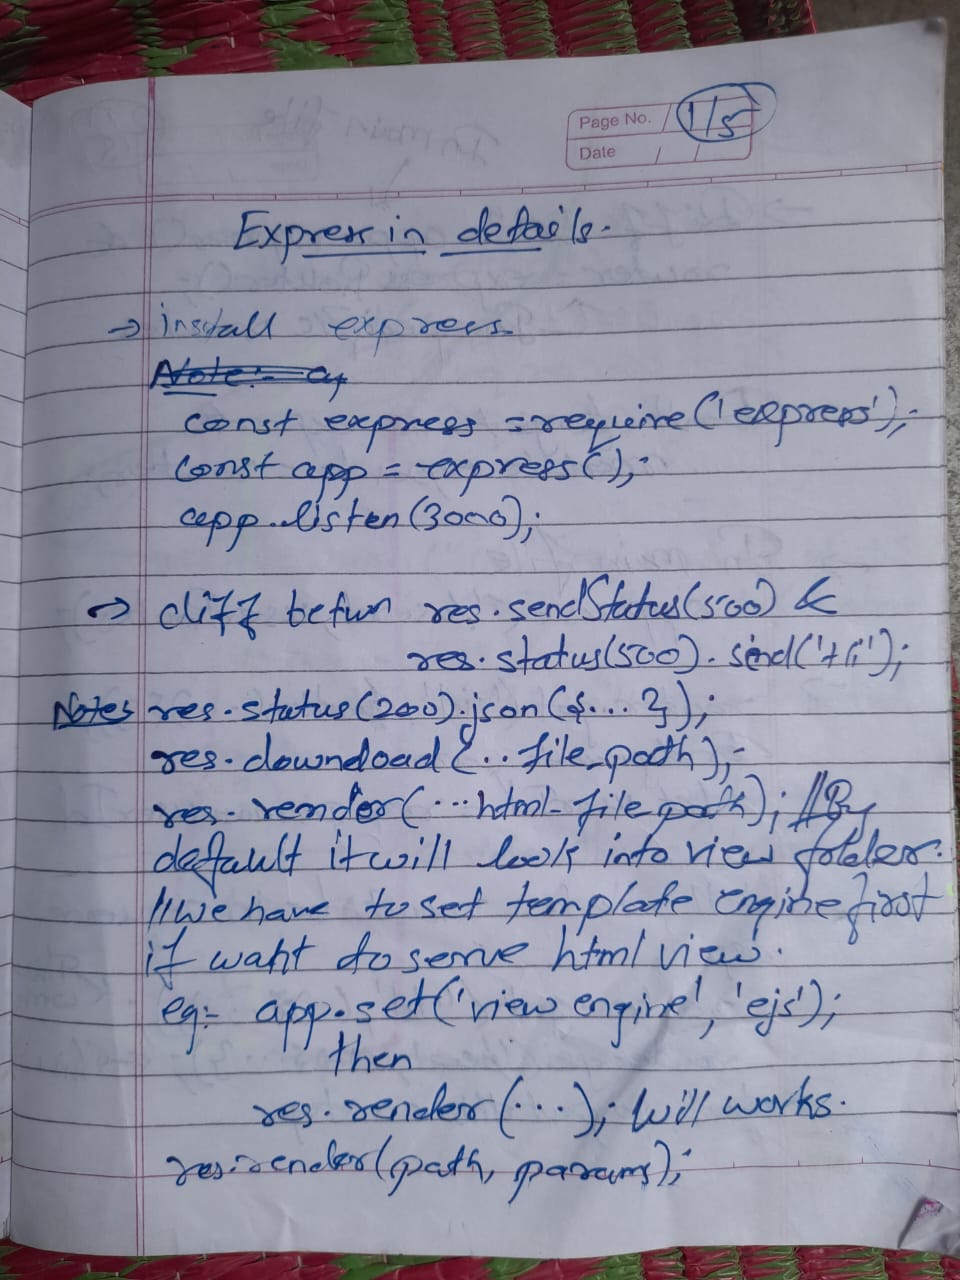 Page No. 1/5
Date
Express in details.
→ install express
Note:- 
const express = require('express');
const app = express();
app.listen(3000);
→ diff betwn res.sendStatus(500) &
res.status(500).send('Hi');
Notes res.status(200).json({...});
res.download(..file_path);
res.render(...html-file path); //By
default it will look into view folder.
//we have to set template engine first
if want to serve html view.
eg:- app.set('view engine', 'ejs');
then
res.render(...); will works.
res.render(path, params);